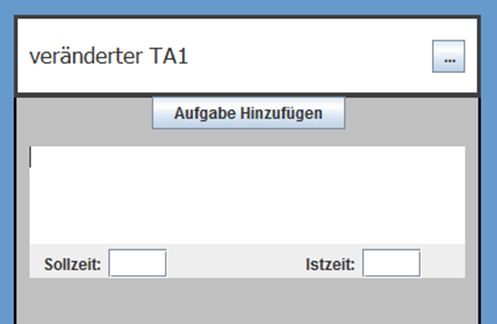 veränderter TA1 ...
Aufgabe Hinzufügen
Sollzeit: Istzeit: